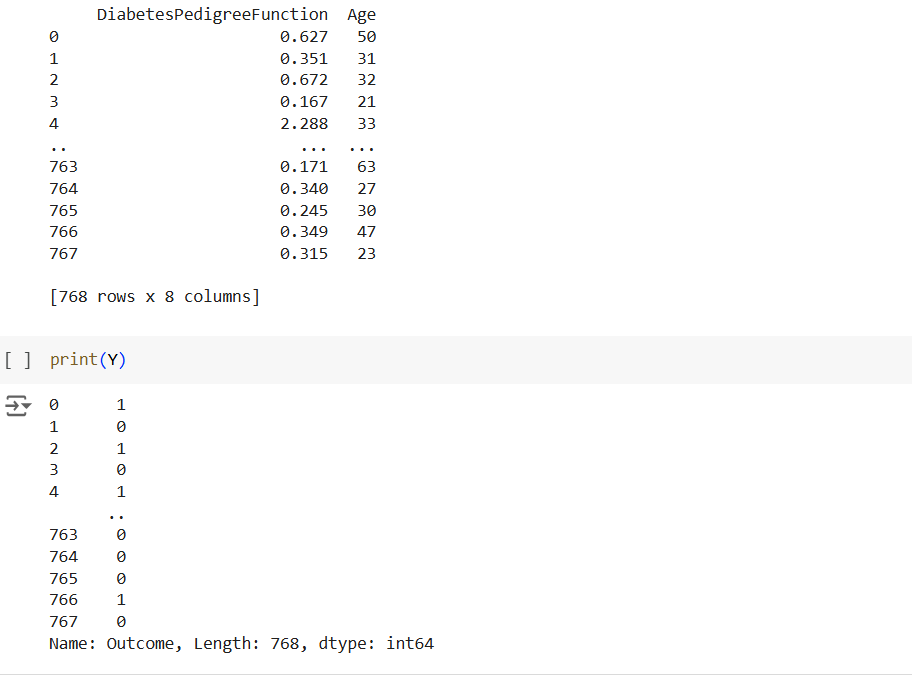 DiabetesPedigreeFunction  Age
0                       0.627   50
1                       0.351   31
2                       0.672   32
3                       0.167   21
4                       2.288   33
..                        ...  ...
763                     0.171   63
764                     0.340   27
765                     0.245   30
766                     0.349   47
767                     0.315   23
[768 rows x 8 columns]
[ ] print(Y)
0      1
1      0
2      1
3      0
4      1
..
763    0
764    0
765    0
766    1
767    0
Name: Outcome, Length: 768, dtype: int64